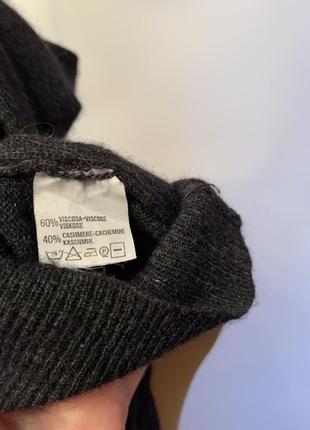 60% VISCOSA-VISCOSE
VISKOSE
40% CASHMERE-CACHEMIRE
KASCHMIR
P